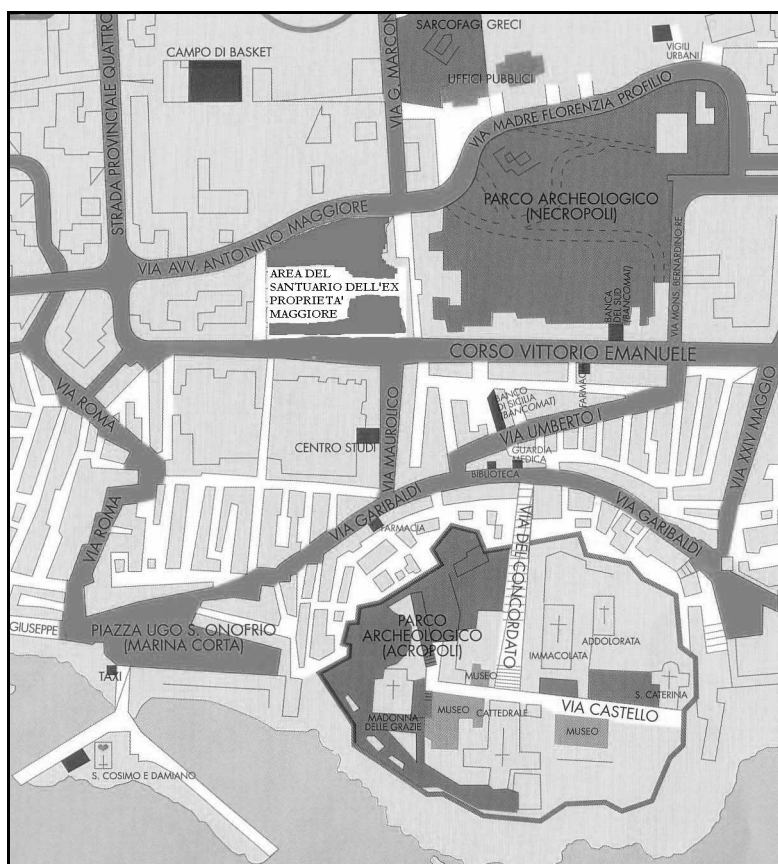 SARCOFAGI GRECI
CAMPO DI BASKET
VIGILI
URBANI
UFFICI PUBBLICI
STRADA PROVINCIALE QUATTRO
VIA G. MARCON
VIA MADRE FLORENZIA PROFILIO
PARCO ARCHEOLOGICO
(NECROPOLI)
VIA AVV. ANTONINO MAGGIORE
AREA DEL
SANTUARIO DELL'EX
PROPRIETA'
MAGGIORE
VIA MONS. BERNARDINO RE
BANCA
DEL SUD
(BANCOMAT)
CORSO VITTORIO EMANUELE
VIA ROMA
BANCO
DI SICILIA
(BANCOMAT)
FARMACIA
VIA XXIV MAGGIO
VIA UMBERTO I
CENTRO STUDI
VIA MAUROLICO
GUARDIA
MEDICA
BIBLIOTECA
VIA GARIBALDI
VIA GARIBALDI
VIA ROMA
FARMACIA
VIA DEL CONCORDATO
GIUSEPPE
PIAZZA UGO S. ONOFRIO
(MARINA CORTA)
PARCO
ARCHEOLOGICO
(ACROPOLI)
ADDOLORATA
IMMACOLATA
TAXI
MUSEO
S. CATERINA
VIA CASTELLO
MADONNA
DELLE GRAZIE
MUSEO
CATTEDRALE
MUSEO
S. COSIMO E DAMIANO